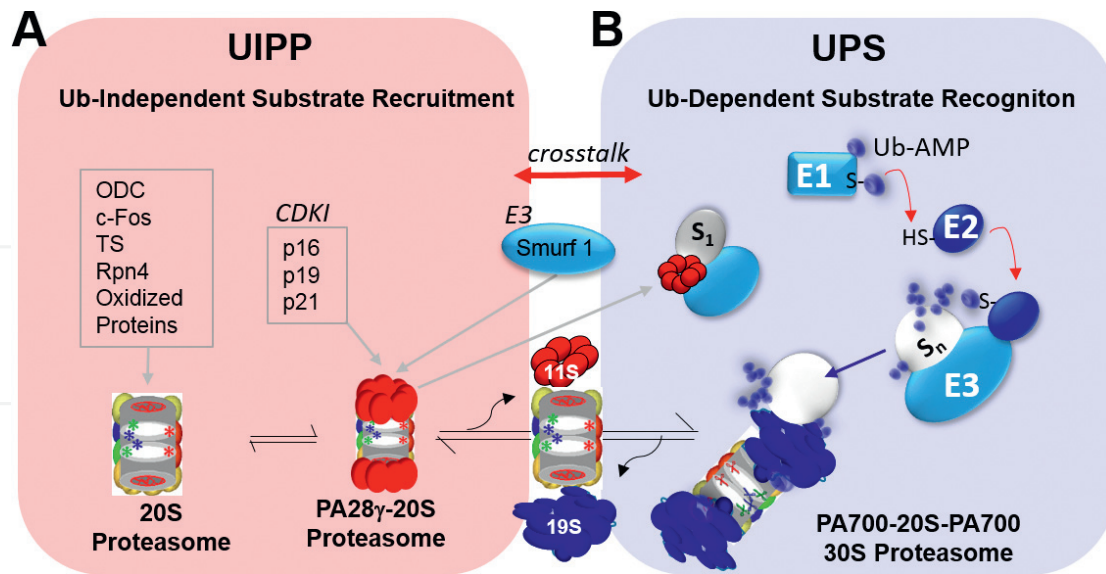 A
UIPP
Ub-Independent Substrate Recruitment
ODC
c-Fos
TS
Rpn4
Oxidized
Proteins
CDKI
p16
p19
p21
20S
Proteasome
PA28γ-20S
Proteasome
crosstalk
E3
Smurf 1
11S
19S
B
UPS
Ub-Dependent Substrate Recogniton
Ub-AMP
E1
S-
HS-
E2
S1
S-
Sn
E3
PA700-20S-PA700
30S Proteasome